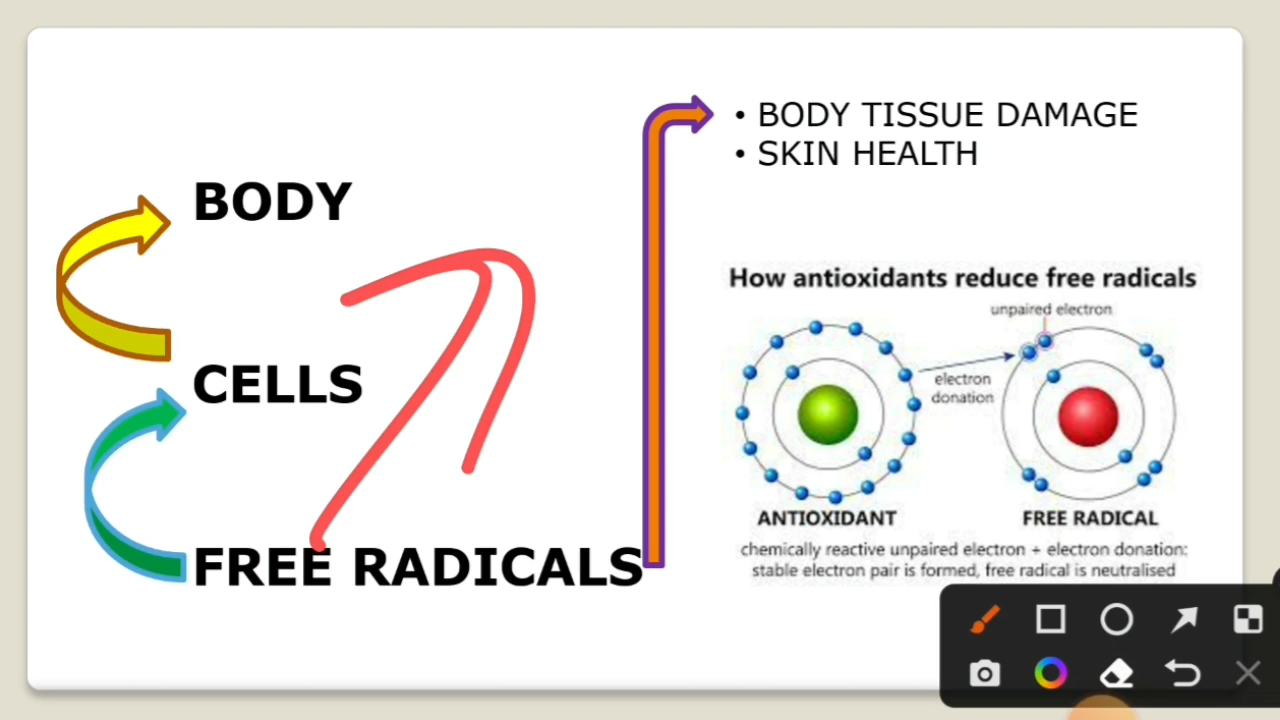 BODY
CELLS
FREE RADICALS
• BODY TISSUE DAMAGE
• SKIN HEALTH
How antioxidants reduce free radicals
unpaired electron
electron
donation
ANTIOXIDANT
FREE RADICAL
chemically reactive unpaired electron + electron donation:
stable electron pair is formed, free radical is neutralised